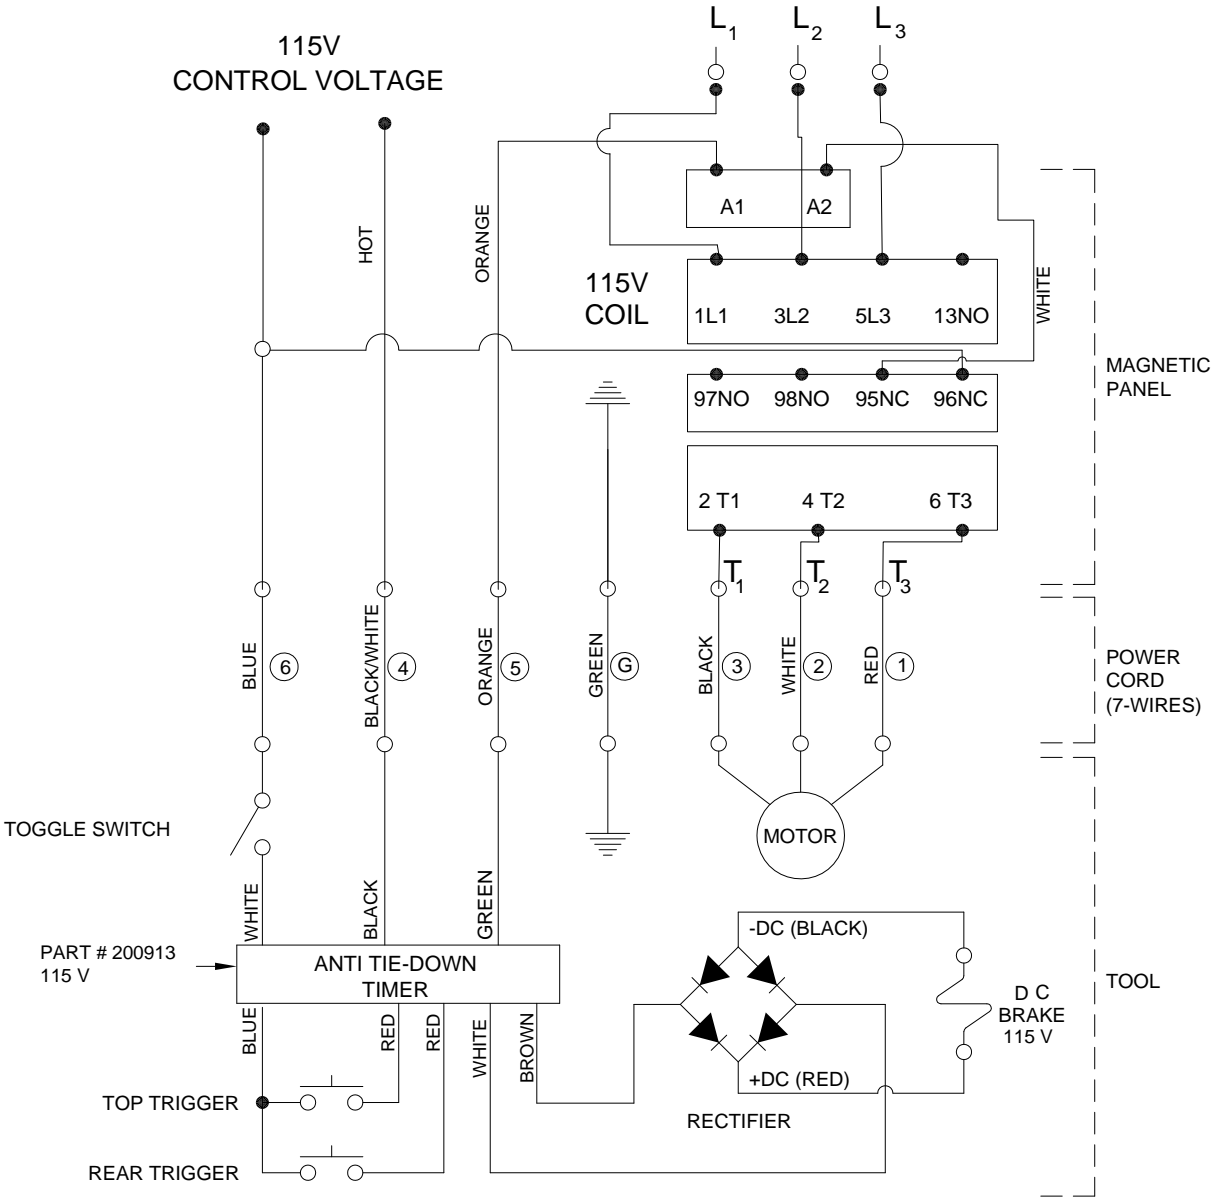 L1
L2
L3
115V
CONTROL VOLTAGE
HOT
ORANGE
A1
A2
115V
COIL
1L1
3L2
5L3
13NO
WHITE
97NO
98NO
95NC
96NC
MAGNETIC
PANEL
2 T1
4 T2
6 T3
T1
T2
T3
BLUE
6
BLACK/WHITE
4
ORANGE
5
GREEN
G
BLACK
3
WHITE
2
RED
1
POWER
CORD
(7-WIRES)
TOGGLE SWITCH
MOTOR
WHITE
BLACK
GREEN
PART # 200913
115 V
ANTI TIE-DOWN
TIMER
-DC (BLACK)
D C
BRAKE
115 V
TOOL
BLUE
RED
RED
WHITE
BROWN
+DC (RED)
RECTIFIER
TOP TRIGGER
REAR TRIGGER